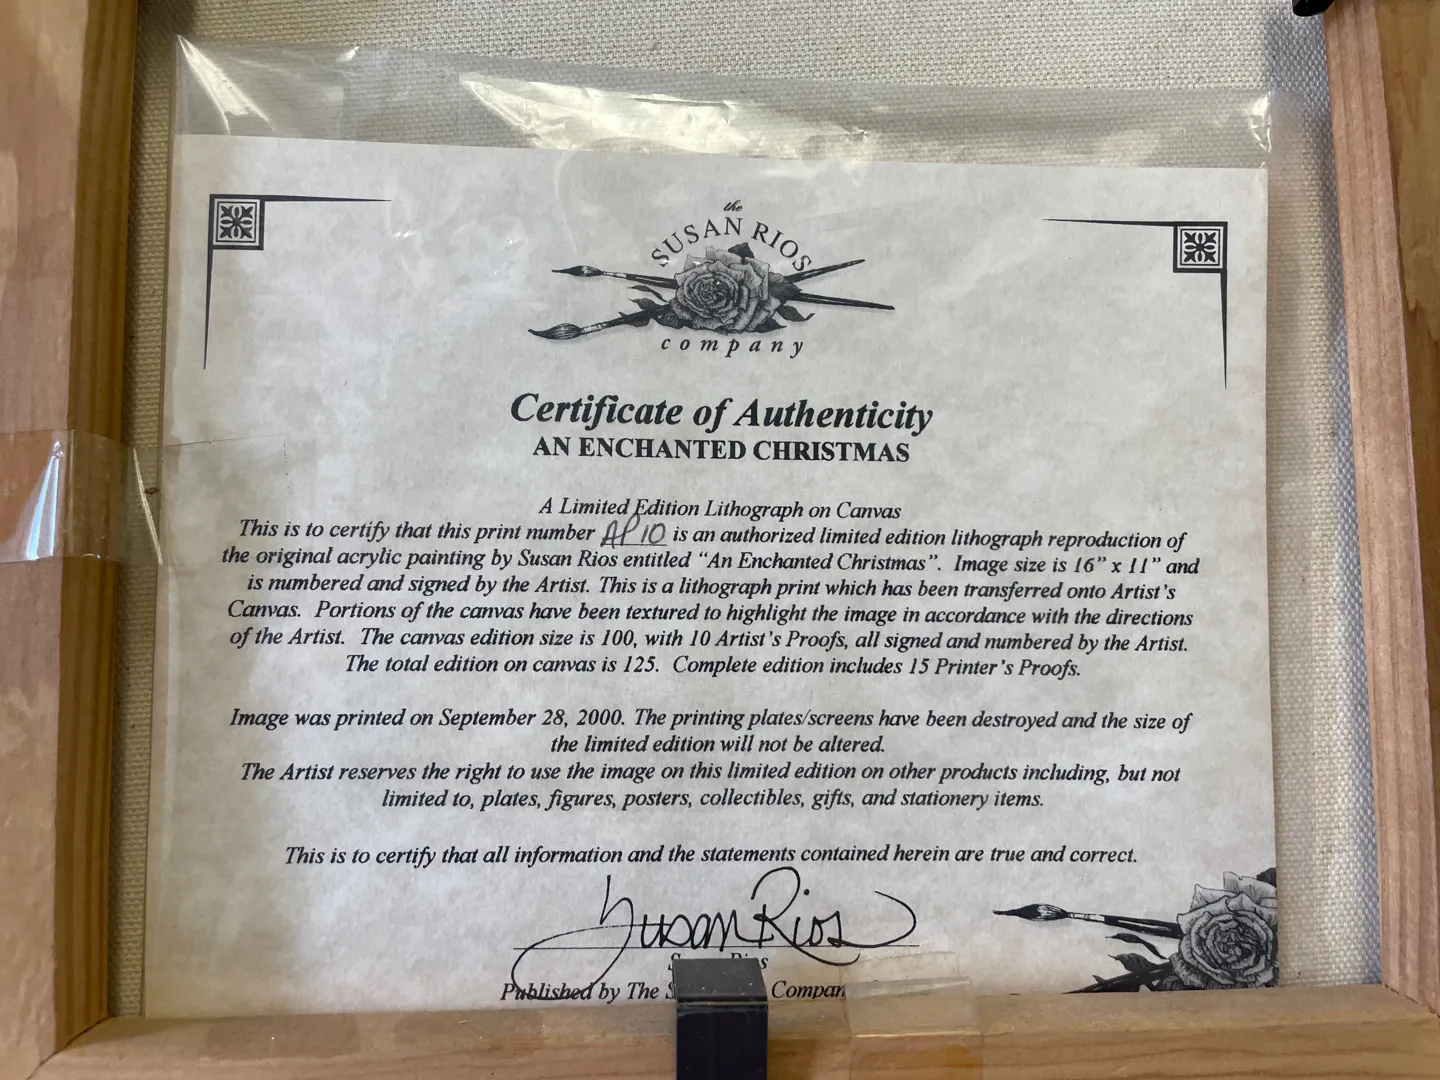 the
SUSAN RIOS
company
Certificate of Authenticity
AN ENCHANTED CHRISTMAS
A Limited Edition Lithograph on Canvas
This is to certify that this print number AP 10 is an authorized limited edition lithograph reproduction of
the original acrylic painting by Susan Rios entitled “An Enchanted Christmas”. Image size is 16” x 11” and
is numbered and signed by the Artist. This is a lithograph print which has been transferred onto Artist’s
Canvas. Portions of the canvas have been textured to highlight the image in accordance with the directions
of the Artist. The canvas edition size is 100, with 10 Artist’s Proofs, all signed and numbered by the Artist.
The total edition on canvas is 125. Complete edition includes 15 Printer’s Proofs.
Image was printed on September 28, 2000. The printing plates/screens have been destroyed and the size of
the limited edition will not be altered.
The Artist reserves the right to use the image on this limited edition on other products including, but not
limited to, plates, figures, posters, collectibles, gifts, and stationery items.
This is to certify that all information and the statements contained herein are true and correct.
Susan Rios
Published by The Company